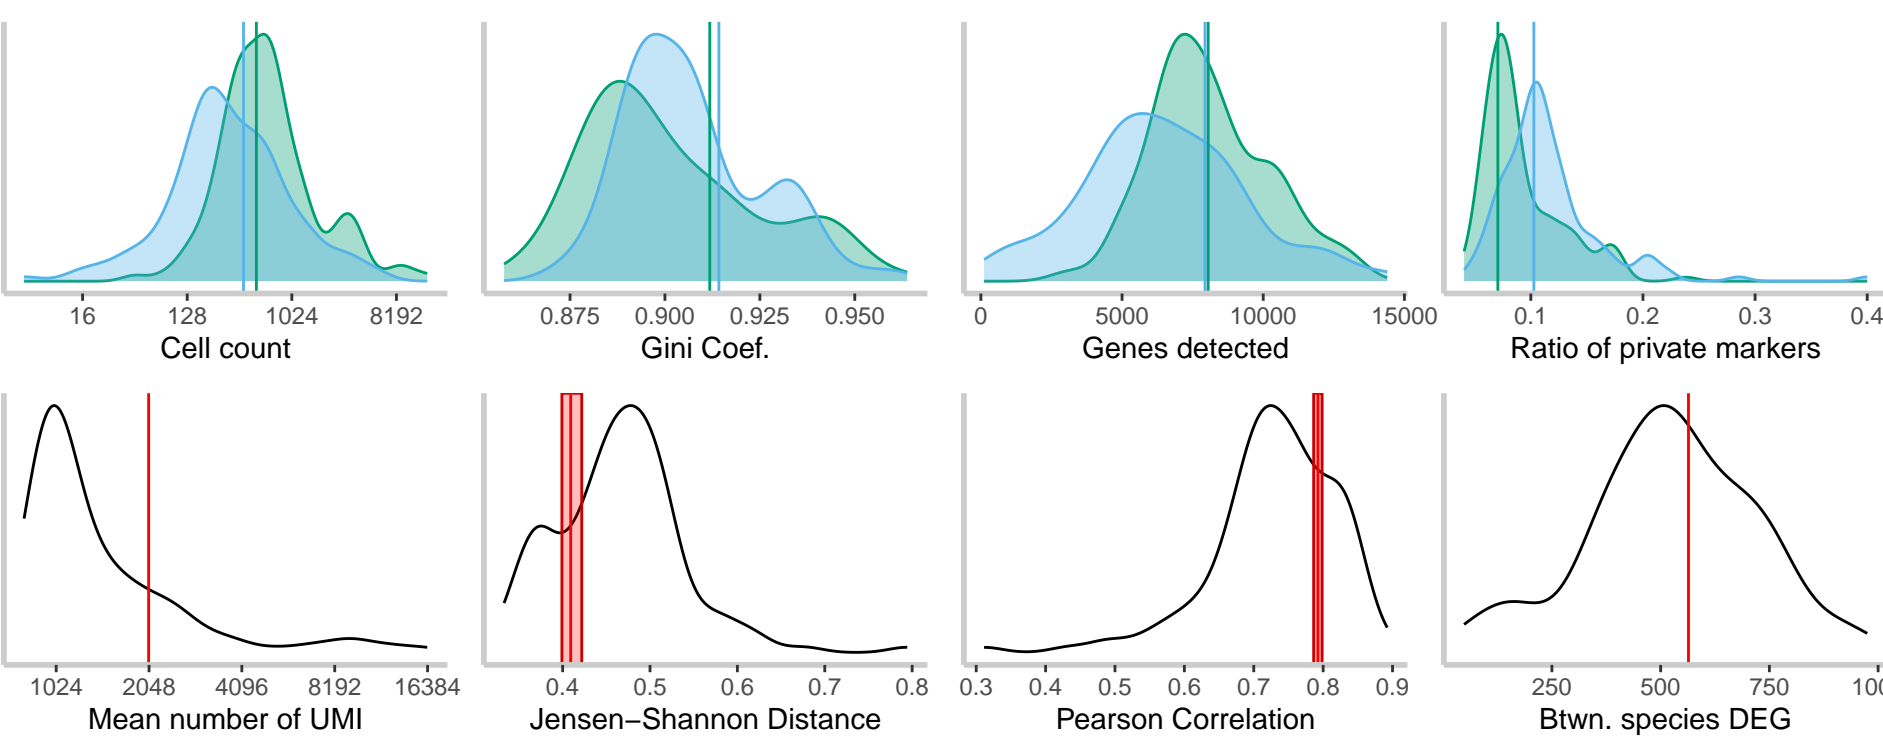 16 128 1024 8192
Cell count
0.875 0.900 0.925 0.950
Gini Coef.
0 5000 10000 15000
Genes detected
0.1 0.2 0.3 0.4
Ratio of private markers
1024 2048 4096 8192 16384
Mean number of UMI
0.4 0.5 0.6 0.7 0.8
Jensen−Shannon Distance
0.3 0.4 0.5 0.6 0.7 0.8 0.9
Pearson Correlation
250 500 750
Btwn. species DEG